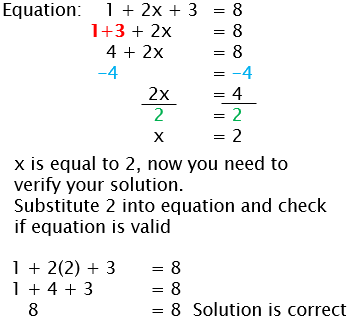 Equation: 1 + 2x + 3 = 8
1+3 + 2x = 8
4 + 2x = 8
–4 = –4
2x = 4
2 = 2
x = 2
x is equal to 2, now you need to
verify your solution.
Substitute 2 into equation and check
if equation is valid
1 + 2(2) + 3 = 8
1 + 4 + 3 = 8
8 = 8 Solution is correct